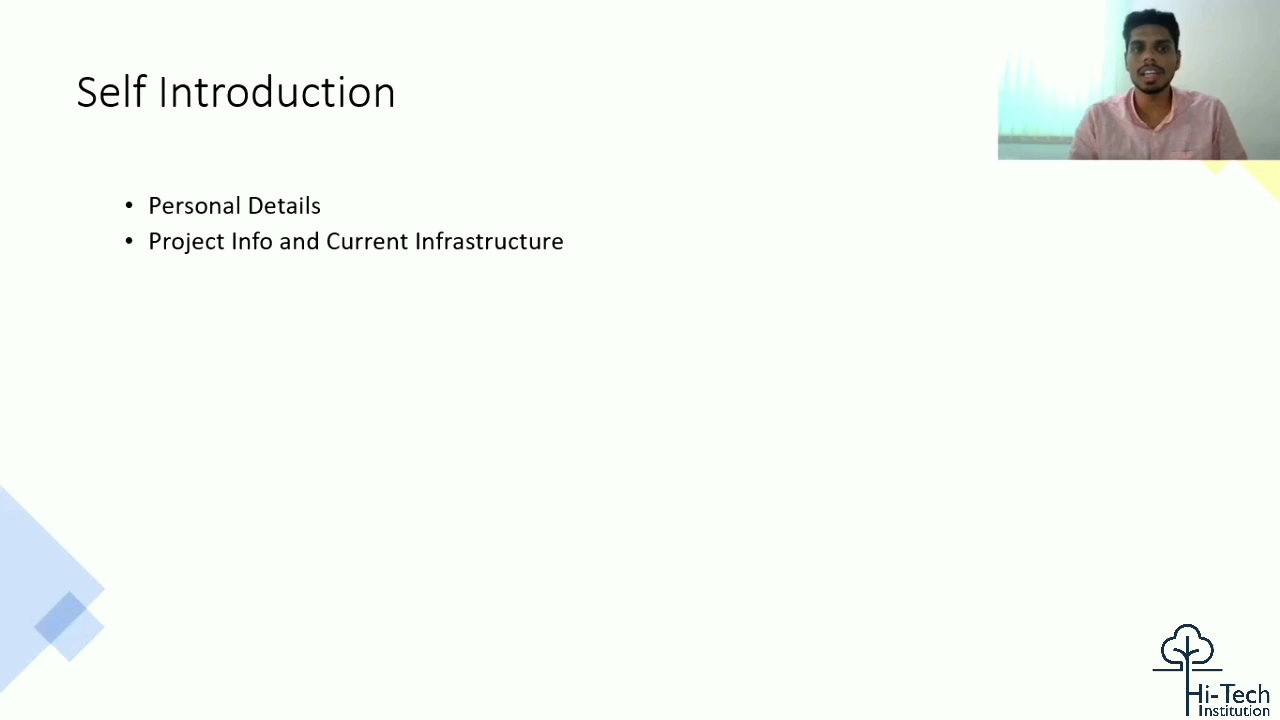 Self Introduction
• Personal Details
• Project Info and Current Infrastructure
Hi-Tech
Institution